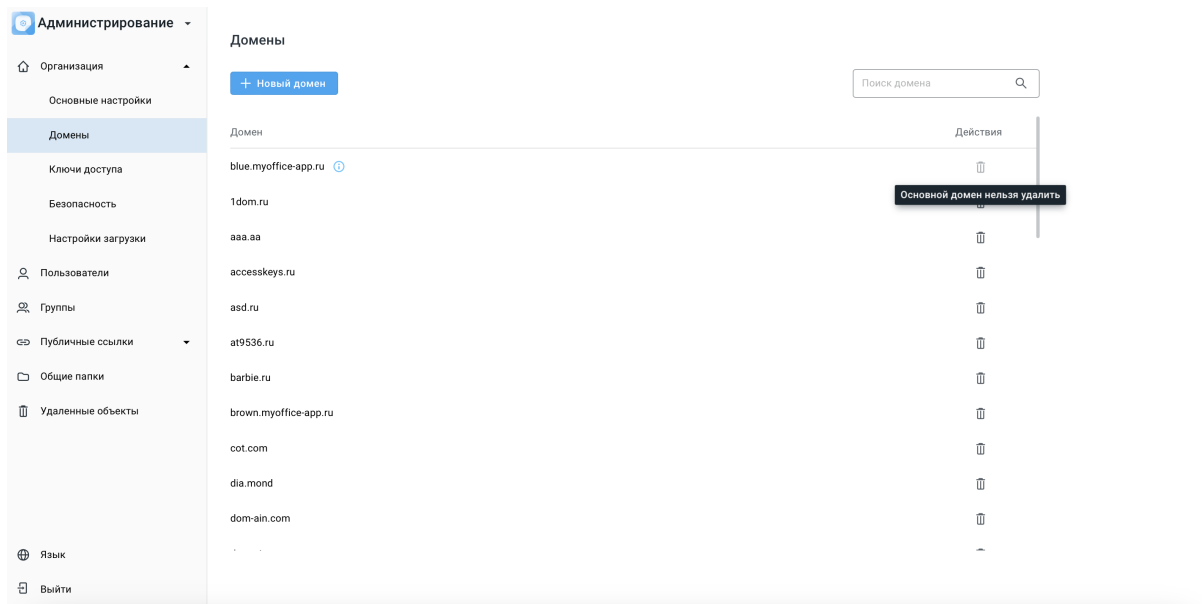 Администрирование
Организация
Основные настройки
Домены
Ключи доступа
Безопасность
Настройки загрузки
Пользователи
Группы
Публичные ссылки
Общие папки
Удаленные объекты
Язык
Выйти
Домены
Новый домен
Поиск домена
Домен Действия
blue.myoffice-app.ru
Основной домен нельзя удалить
1dom.ru
aaa.aa
accesskeys.ru
asd.ru
at9536.ru
barbie.ru
brown.myoffice-app.ru
cot.com
dia.mond
dom-ain.com